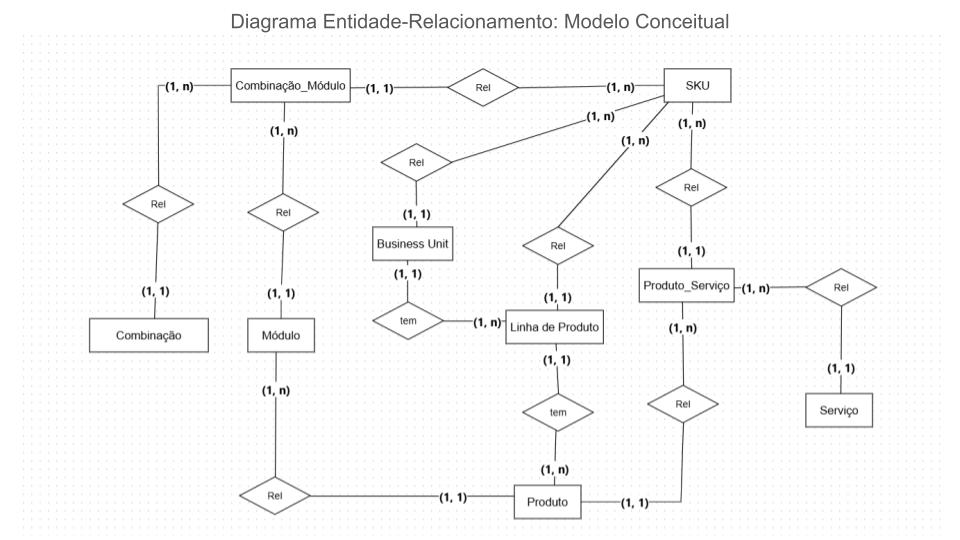 Diagrama Entidade-Relacionamento: Modelo Conceitual
(1, n) Combinação_Módulo (1, 1) Rel (1, n) SKU
(1, n)
(1, n)
(1, n)
(1, n)
Rel
Rel
Rel
Rel
(1, 1)
Business Unit
Rel
(1, 1)
(1, 1)
(1, 1)
Produto_Serviço (1, n) Rel
(1, 1)
(1, 1)
(1, 1)
tem (1, n) Linha de Produto
(1, n)
Combinação
Módulo
(1, 1)
(1, 1)
(1, n)
Rel
tem
Serviço
(1, n)
Rel (1, 1) Produto (1, 1)